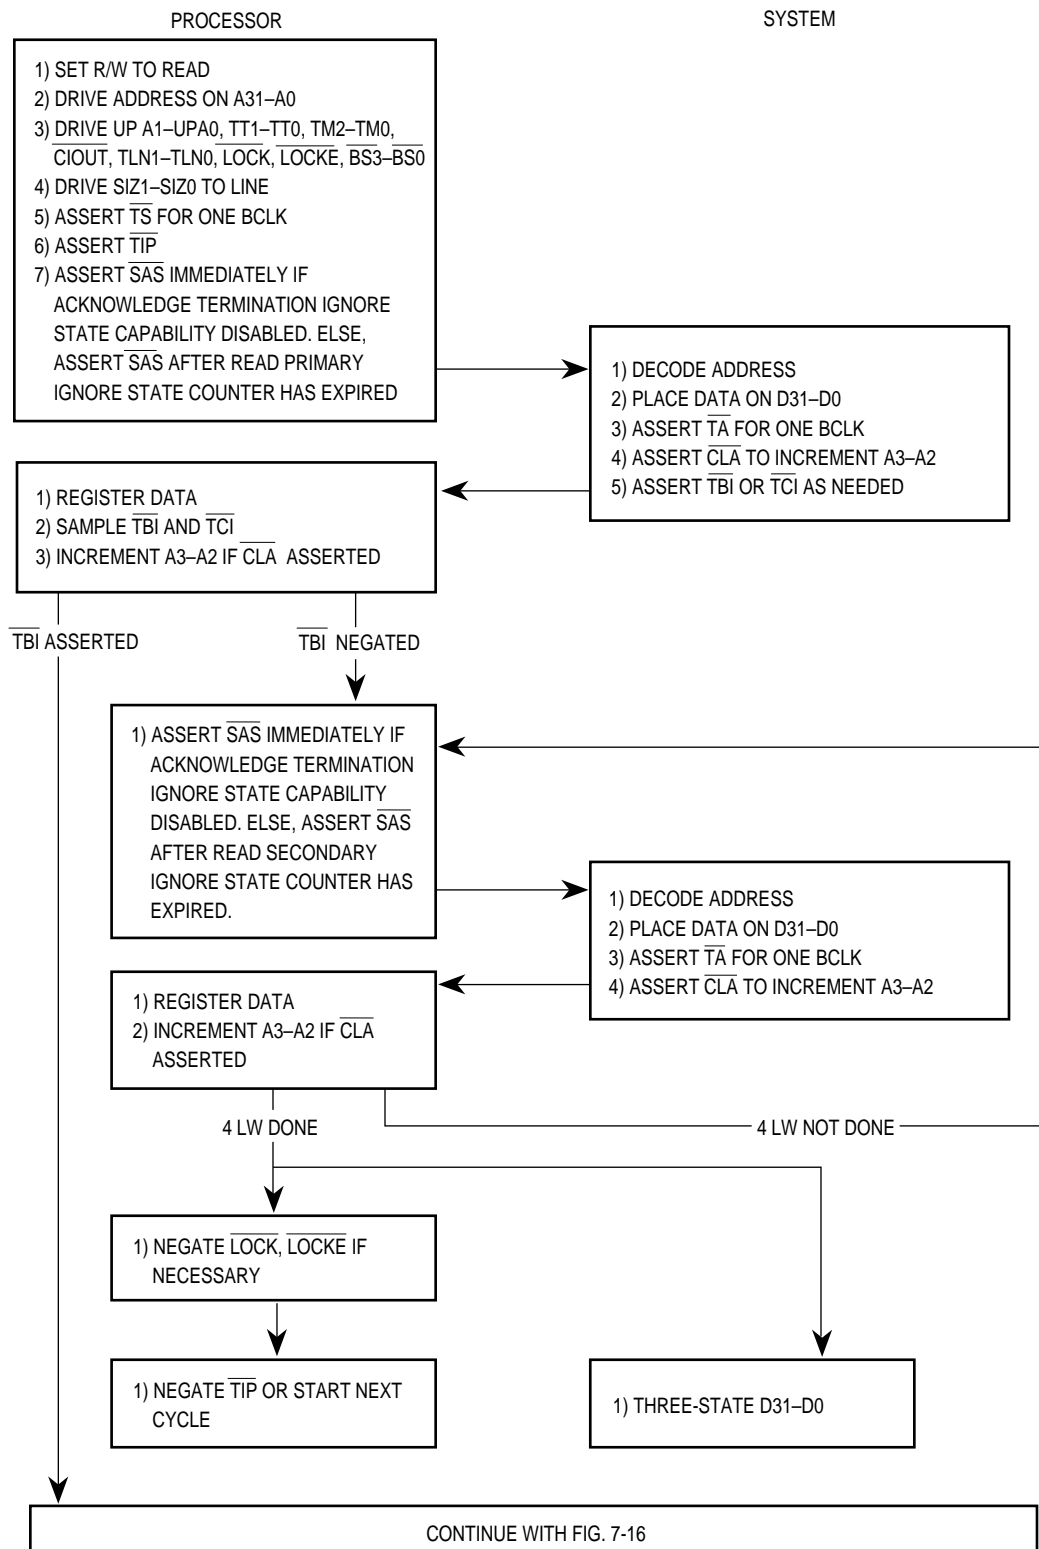 PROCESSOR
SYSTEM
1) SET R/W TO READ
2) DRIVE ADDRESS ON A31–A0
3) DRIVE UP A1–UPA0, TT1–TT0, TM2–TM0,
CIOUT, TLN1–TLN0, LOCK, LOCKE, BS3–BS0
4) DRIVE SIZ1–SIZ0 TO LINE
5) ASSERT TS FOR ONE BCLK
6) ASSERT TIP
7) ASSERT SAS IMMEDIATELY IF
ACKNOWLEDGE TERMINATION IGNORE
STATE CAPABILITY DISABLED. ELSE,
ASSERT SAS AFTER READ PRIMARY
IGNORE STATE COUNTER HAS EXPIRED
1) DECODE ADDRESS
2) PLACE DATA ON D31–D0
3) ASSERT TA FOR ONE BCLK
4) ASSERT CLA TO INCREMENT A3–A2
5) ASSERT TBI OR TCI AS NEEDED
1) REGISTER DATA
2) SAMPLE TBI AND TCI
3) INCREMENT A3–A2 IF CLA ASSERTED
TBI ASSERTED
TBI NEGATED
1) ASSERT SAS IMMEDIATELY IF
ACKNOWLEDGE TERMINATION
IGNORE STATE CAPABILITY
DISABLED. ELSE, ASSERT SAS
AFTER READ SECONDARY
IGNORE STATE COUNTER HAS
EXPIRED.
1) DECODE ADDRESS
2) PLACE DATA ON D31–D0
3) ASSERT TA FOR ONE BCLK
4) ASSERT CLA TO INCREMENT A3–A2
1) REGISTER DATA
2) INCREMENT A3–A2 IF CLA
ASSERTED
4 LW DONE
4 LW NOT DONE
1) NEGATE LOCK, LOCKE IF
NECESSARY
1) NEGATE TIP OR START NEXT
CYCLE
1) THREE-STATE D31–D0
CONTINUE WITH FIG. 7-16